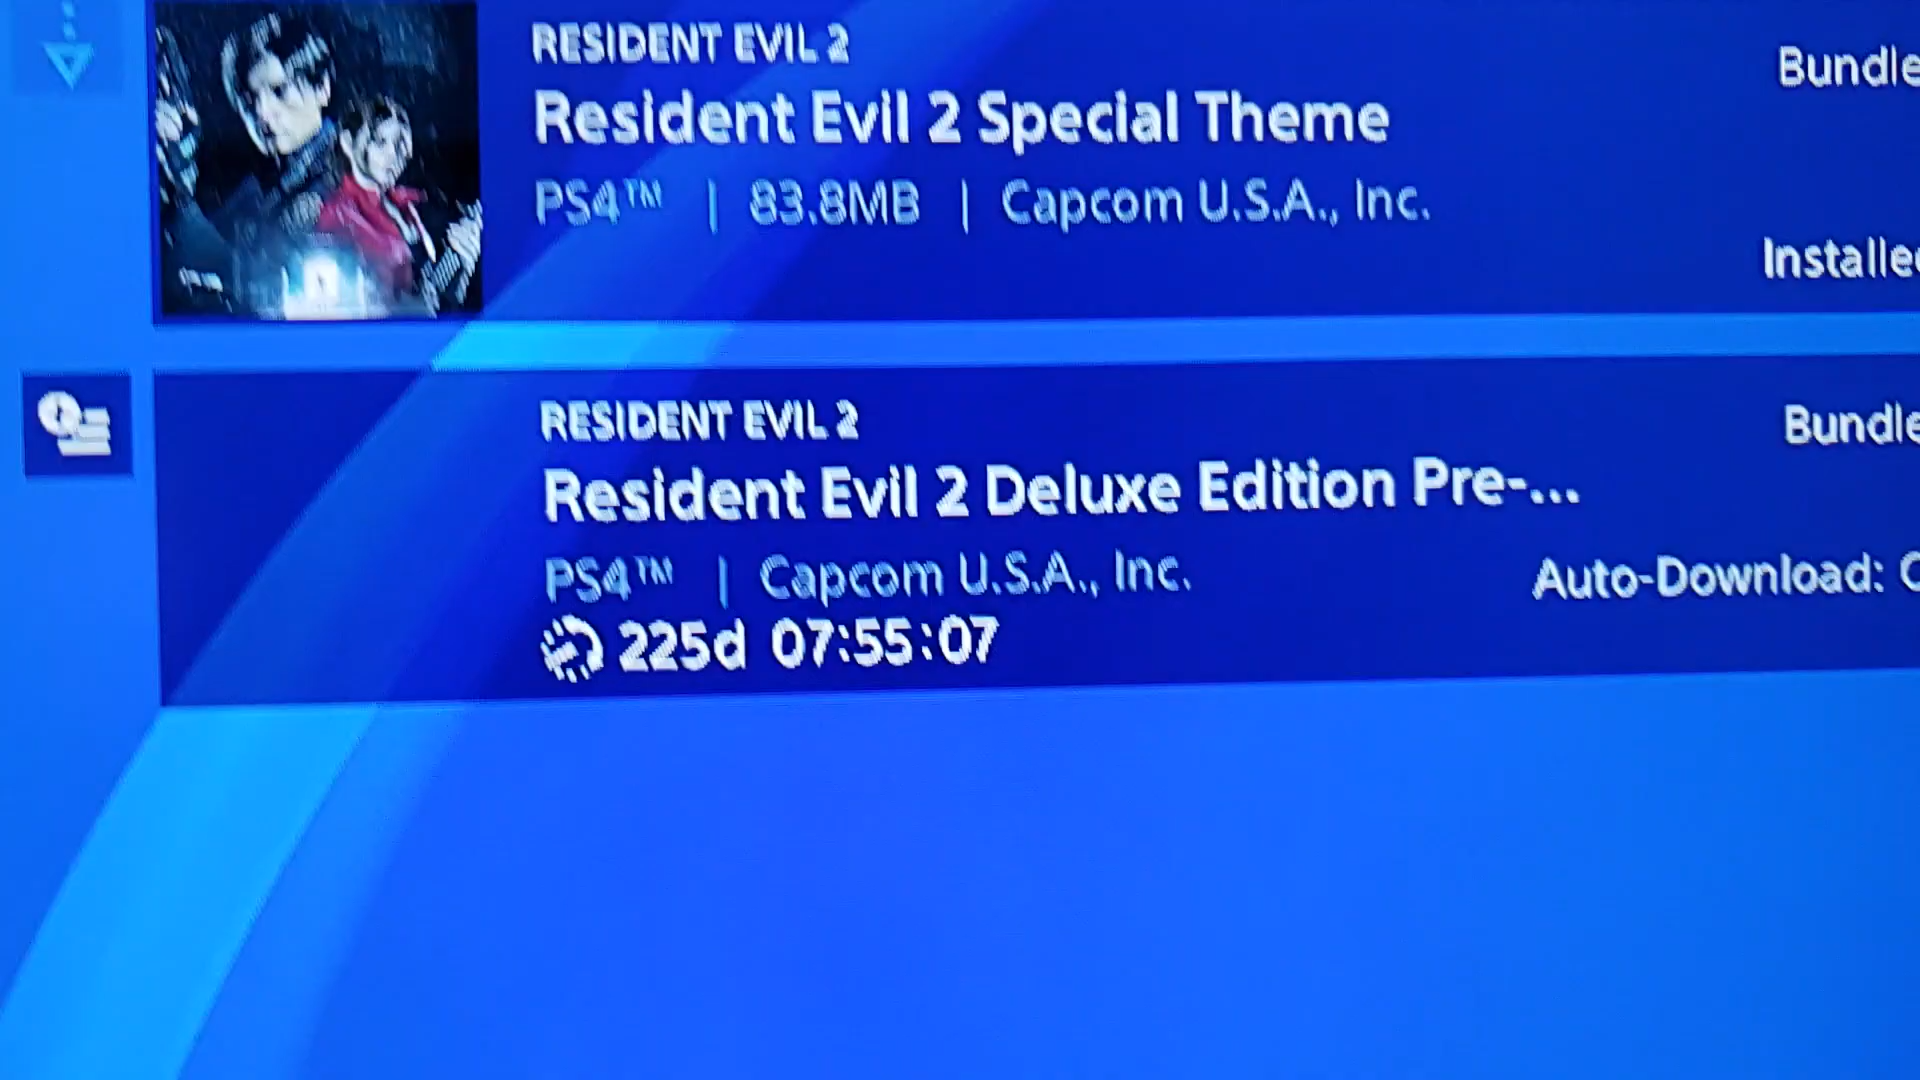 RESIDENT EVIL 2
Bundle
Resident Evil 2 Special Theme
PS4™ | 83.8MB | Capcom U.S.A., Inc.
Installed
RESIDENT EVIL 2
Bundle
Resident Evil 2 Deluxe Edition Pre-...
PS4™ | Capcom U.S.A., Inc.
Auto-Download:
225d 07:55:07